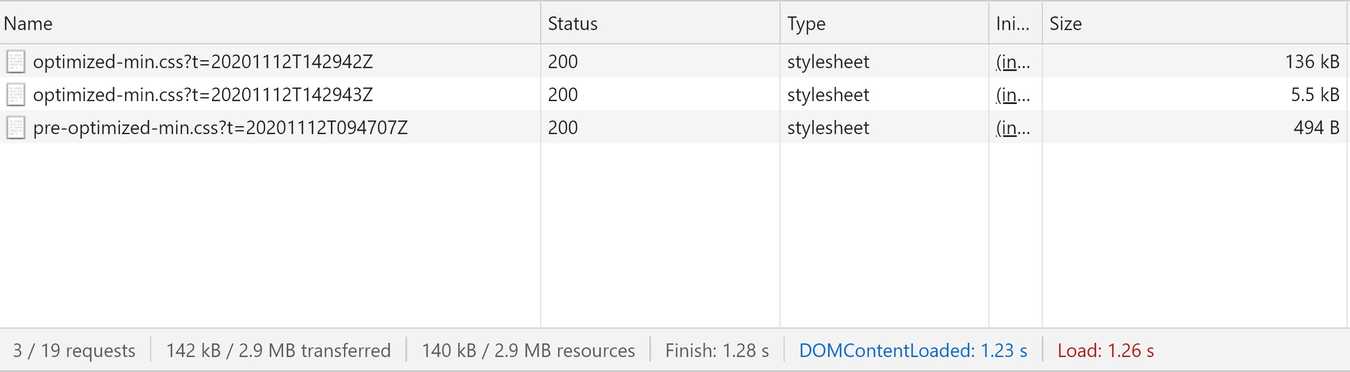 Name Status Type Ini... Size
optimized-min.css?t=20201112T142942Z 200 stylesheet (in... 136 kB
optimized-min.css?t=20201112T142943Z 200 stylesheet (in... 5.5 kB
pre-optimized-min.css?t=20201112T094707Z 200 stylesheet (in... 494 B
3 / 19 requests 142 kB / 2.9 MB transferred 140 kB / 2.9 MB resources Finish: 1.28 s DOMContentLoaded: 1.23 s Load: 1.26 s